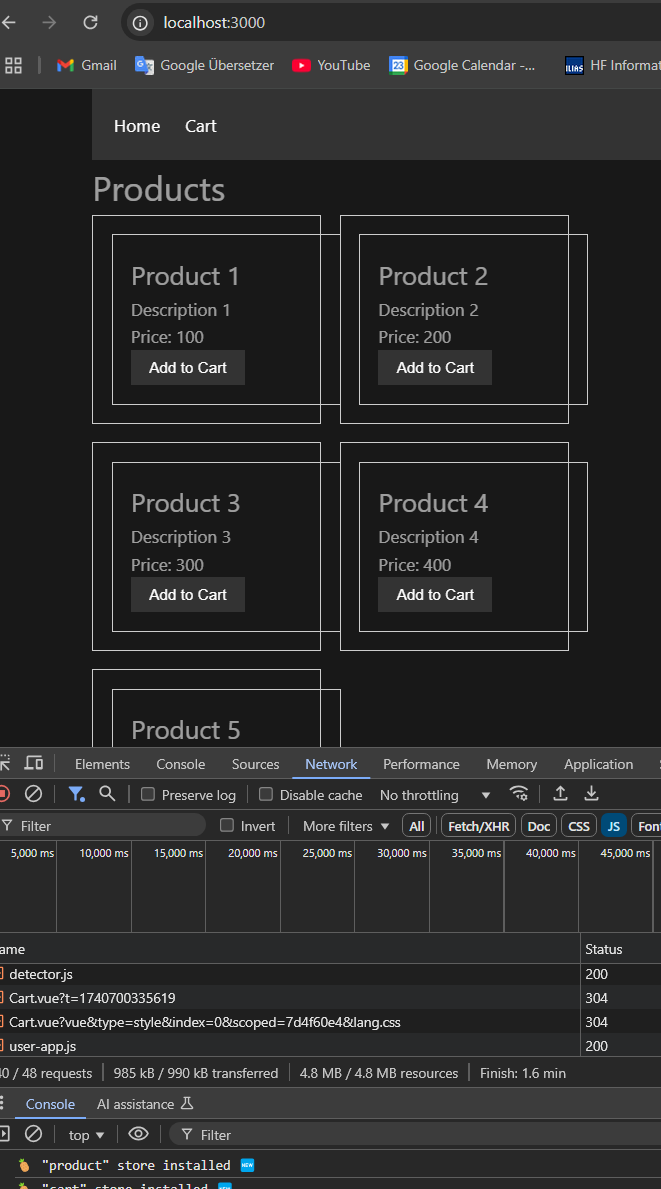 localhost:3000
Gmail Google Übersetzer YouTube 23 Google Calendar -... ILIAS HF Informat
Home Cart
Products
Product 1 Product 2
Description 1 Description 2
Price: 100 Price: 200
Add to Cart Add to Cart
Product 3 Product 4
Description 3 Description 4
Price: 300 Price: 400
Add to Cart Add to Cart
Product 5
Elements Console Sources Network Performance Memory Application
Preserve log Disable cache No throttling
Filter Invert More filters All Fetch/XHR Doc CSS JS Font
5,000 ms 10,000 ms 15,000 ms 20,000 ms 25,000 ms 30,000 ms 35,000 ms 40,000 ms 45,000 ms
ame Status
detector.js 200
Cart.vue?t=1740700335619 304
Cart.vue?vue&type=style&index=0&scoped=7d4f60e4&lang.css 304
user-app.js 200
40 / 48 requests 985 kB / 990 kB transferred 4.8 MB / 4.8 MB resources Finish: 1.6 min
Console AI assistance
top Filter
"product" store installed NEW
"cart" store installed